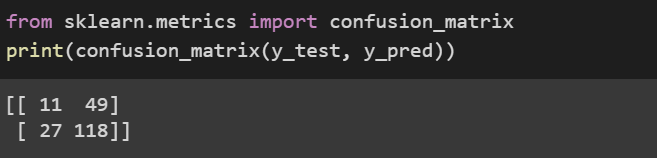 from sklearn.metrics import confusion_matrix
print(confusion_matrix(y_test, y_pred))
[[ 11  49]
 [ 27 118]]